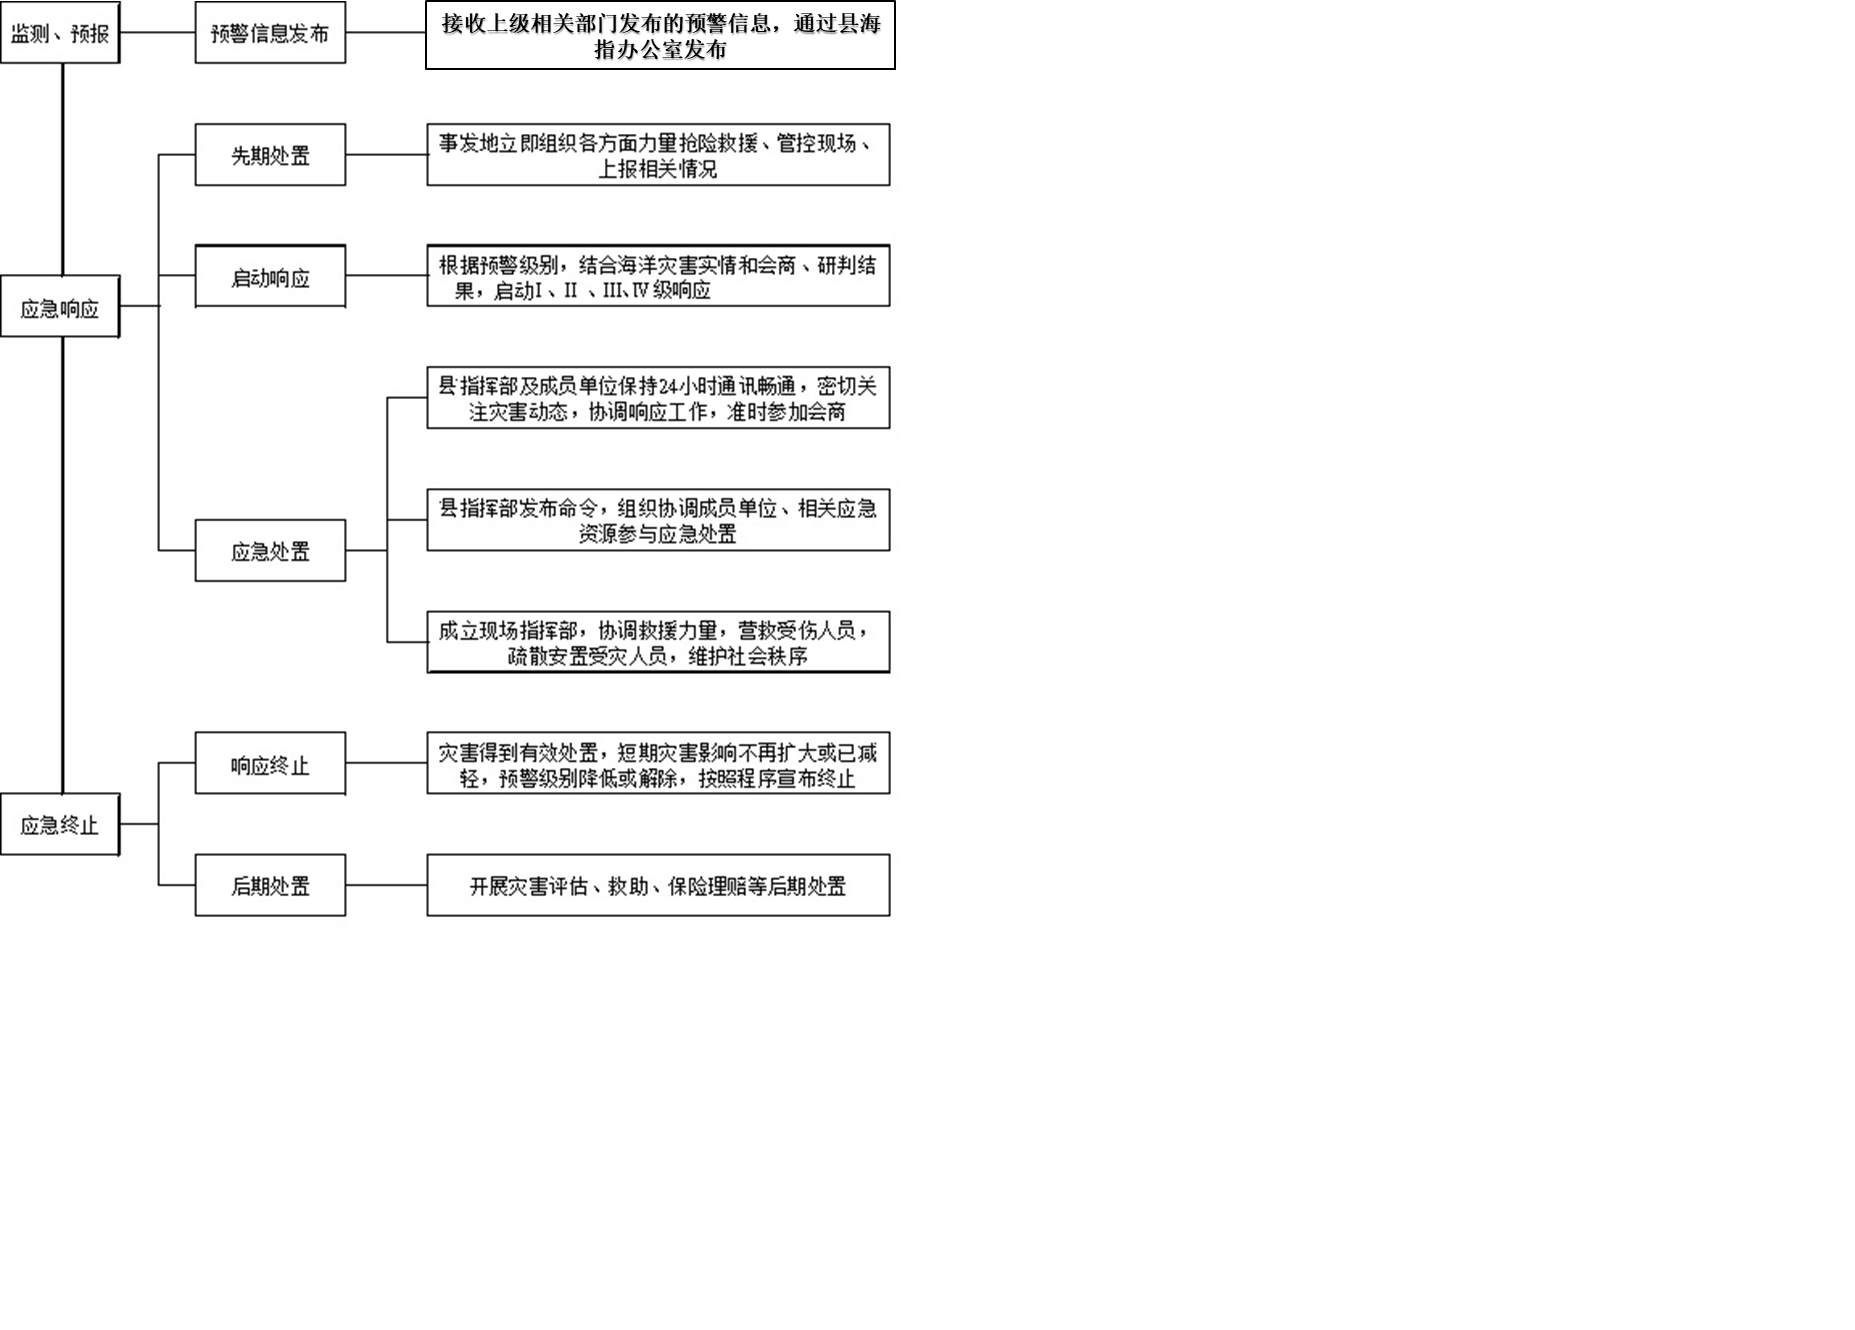 监测、预报
预警信息发布
接收上级相关部门发布的预警信息，通过县海
指办公室发布
先期处置
事发地立即组织各方面力量抢险救援、管控现场、
上报相关情况
应急响应
启动响应
根据预警级别，结合海洋灾害实情和会商、研判结
果，启动I、II、III、IV级响应
应急处置
县指挥部及成员单位保持24小时通讯畅通，密切关
注灾害动态，协调响应工作，准时参加会商
县指挥部发布命令，组织协调成员单位、相关应急
资源参与应急处置
成立现场指挥部，协调救援力量，营救受伤人员，
疏散安置受灾人员，维护社会秩序
应急终止
响应终止
灾害得到有效处置，短期灾害影响不再扩大或已减
轻，预警级别降低或解除，按照程序宣布终止
后期处置
开展灾害评估、救助、保险理赔等后期处置